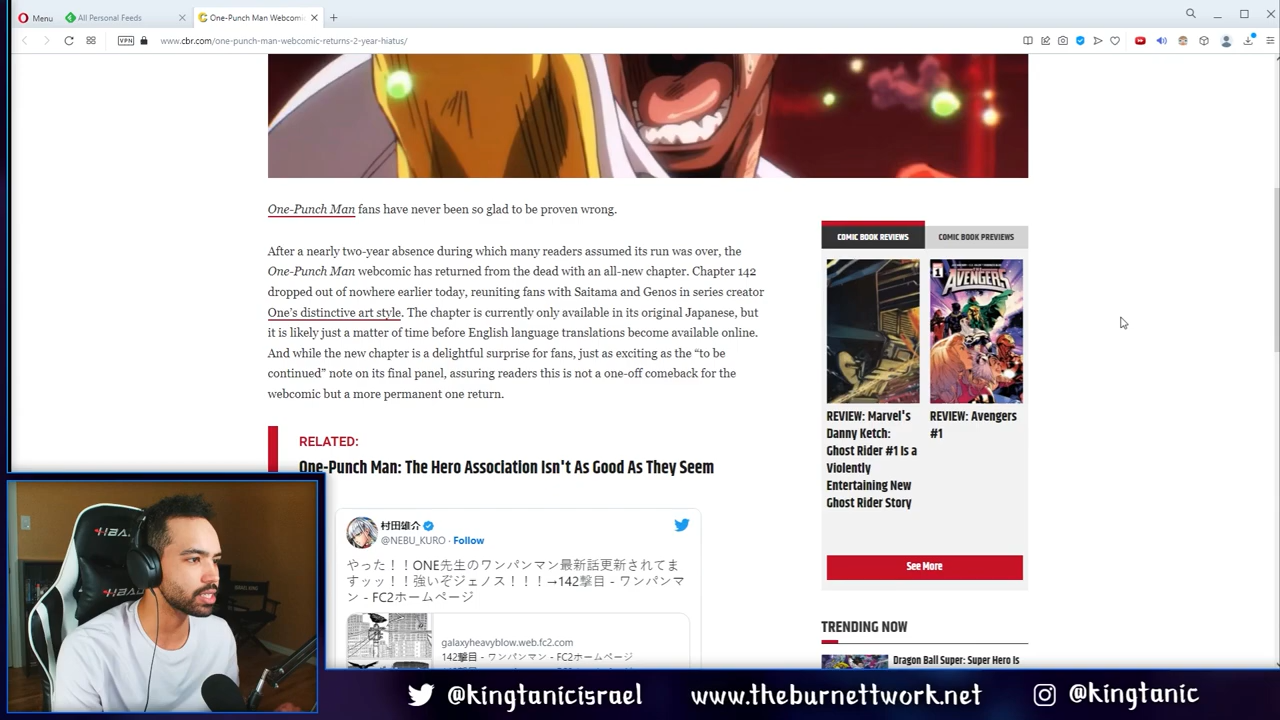 Menu
All Personal Feeds
One-Punch Man Webcomi
VPN
www.cbr.com/one-punch-man-webcomic-returns-2-year-hiatus/
One-Punch Man fans have never been so glad to be proven wrong.
After a nearly two-year absence during which many readers assumed its run was over, the
One-Punch Man webcomic has returned from the dead with an all-new chapter. Chapter 142
dropped out of nowhere earlier today, reuniting fans with Saitama and Genos in series creator
One's distinctive art style. The chapter is currently only available in its original Japanese, but
it is likely just a matter of time before English language translations become available online.
And while the new chapter is a delightful surprise for fans, just as exciting as the “to be
continued” note on its final panel, assuring readers this is not a one-off comeback for the
webcomic but a more permanent one return.
RELATED:
One-Punch Man: The Hero Association Isn't As Good As They Seem
村田雄介
@NEBU_KURO · Follow
やった！！ONE先生のワンパンマン最新話更新されてま
すッッ！！強いぞジェノス！！！→142撃目 - ワンパンマ
ン - FC2ホームページ
galaxyheavyblow.web.fc2.com
142撃目 - ワンパンマン - FC2ホームページ
COMIC BOOK REVIEWS
COMIC BOOK PREVIEWS
AVENGERS
1
REVIEW: Marvel's
Danny Ketch:
Ghost Rider #1 Is a
Violently
Entertaining New
Ghost Rider Story
REVIEW: Avengers
#1
See More
TRENDING NOW
Dragon Ball Super: Super Hero Is
@kingtanicisrael
www.theburnettwork.net
@kingtanic